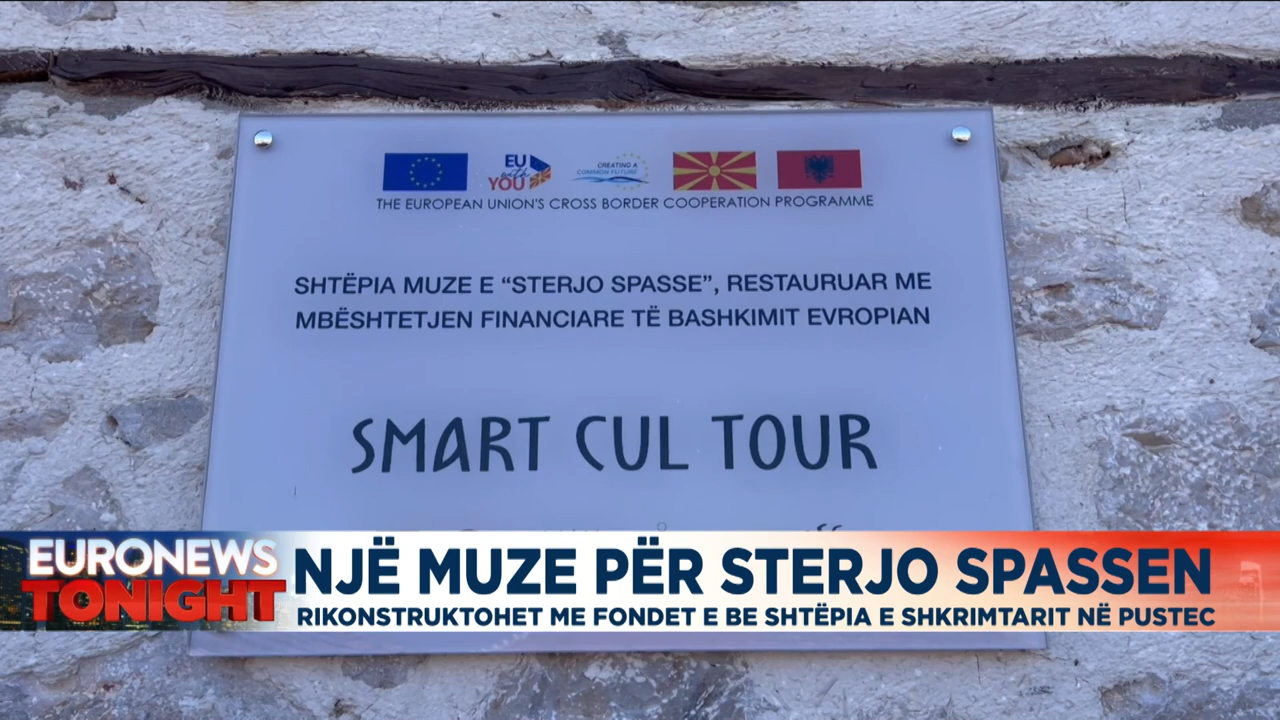 EU
with
YOU
CREATING A
COMMON FUTURE
THE EUROPEAN UNION'S CROSS BORDER COOPERATION PROGRAMME
SHTËPIA MUZE E “STERJO SPASSE”, RESTAURUAR ME
MBËSHTETJEN FINANCIARE TË BASHKIMIT EVROPIAN
SMART CUL TOUR
EURONEWS
TONIGHT
NJË MUZE PËR STERJO SPASSEN
RIKONSTRUKTOHET ME FONDET E BE SHTËPIA E SHKRIMTARIT NË PUSTEC